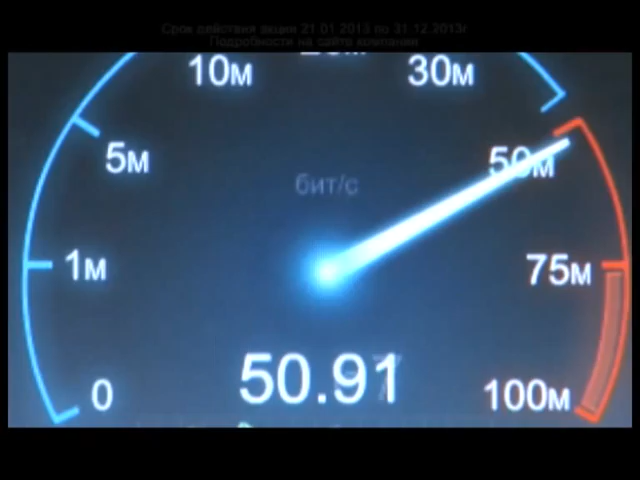 Срок действия акции 21.01.2013 по 31.12.2013г
Подробности на сайте компании
10м
30м
5м
50м
бит/с
1м
75м
50.91
0
100м